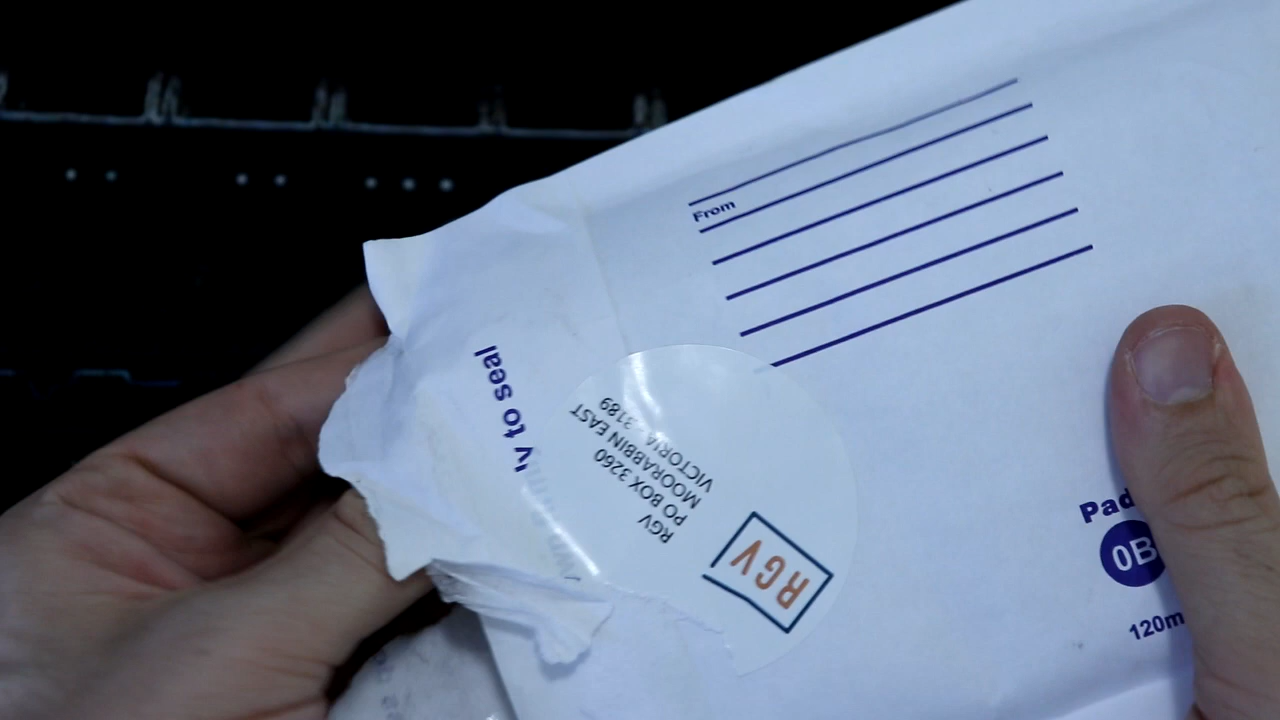 From
ly to seal
RGV
PO BOX 3260
MOORABBIN EAST
VICTORIA - 3189
RGV
Pad
0B
120m